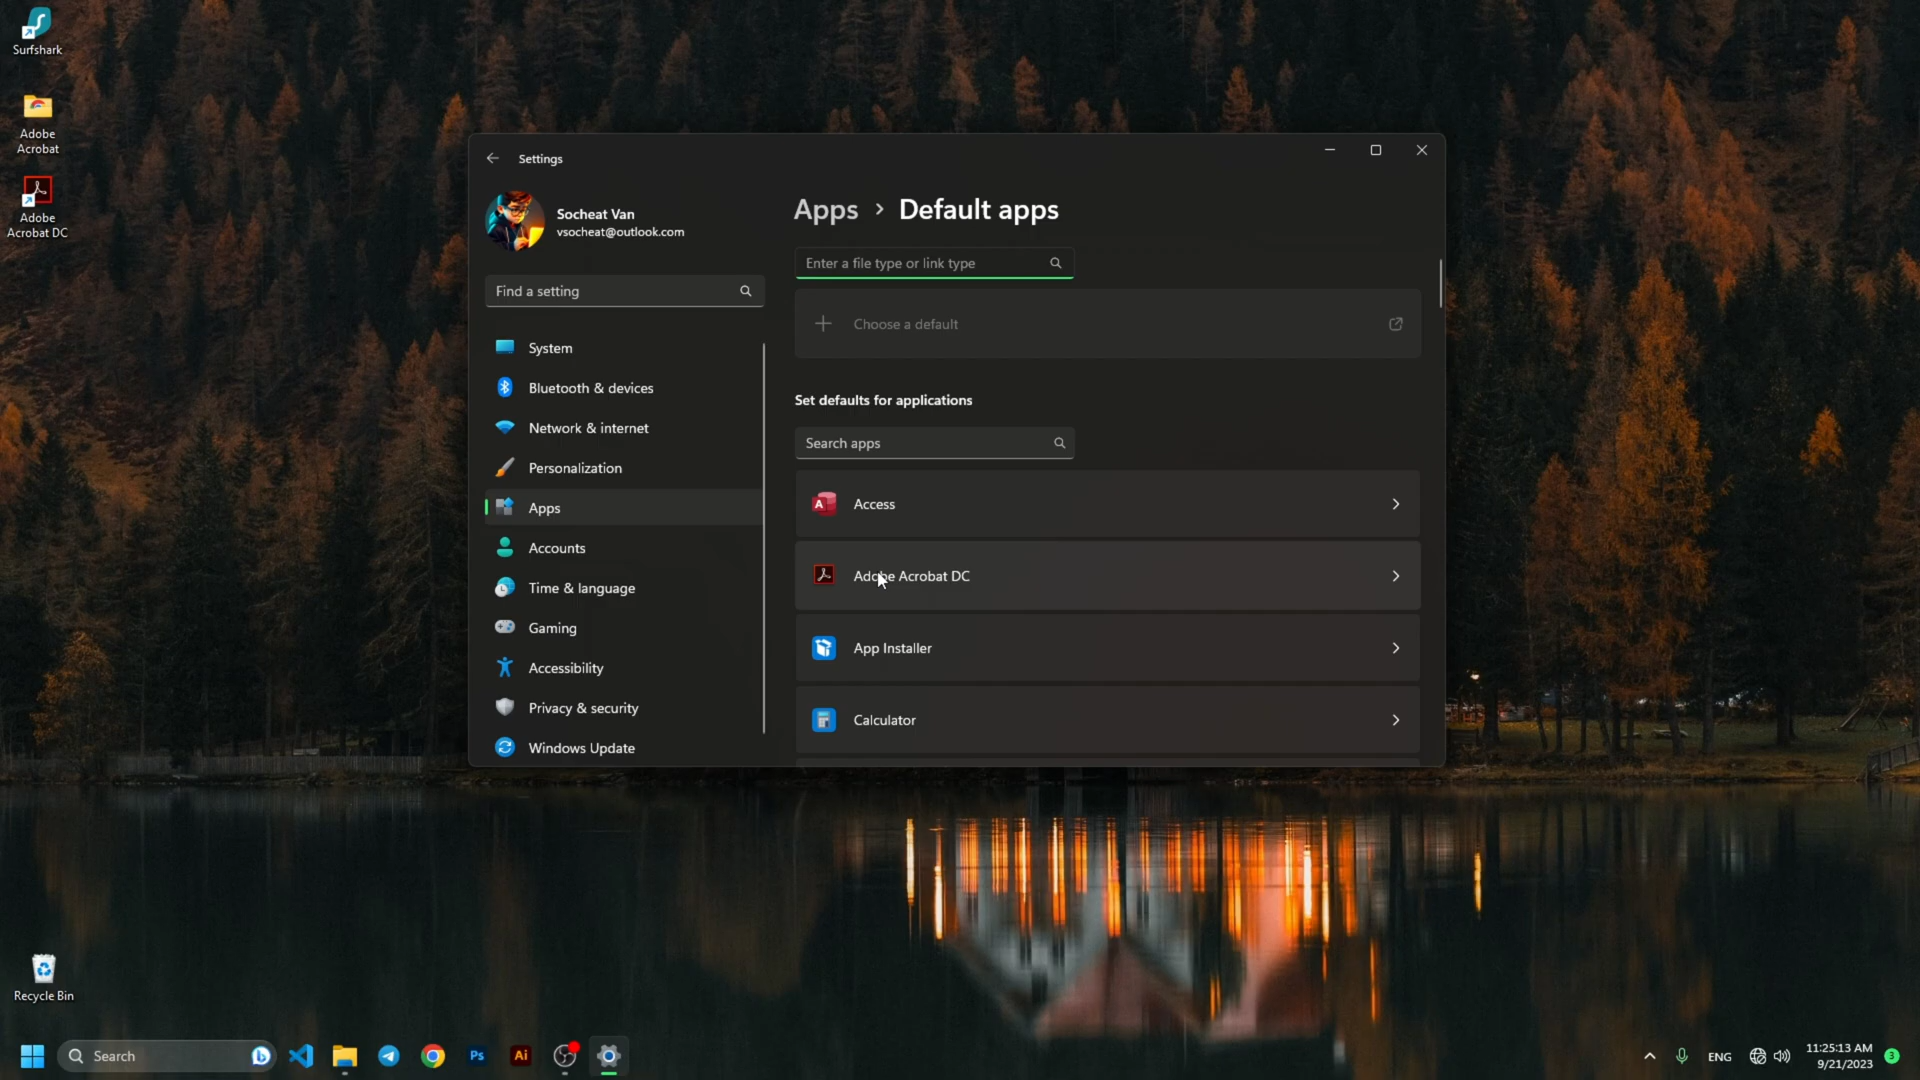 Surfshark
Adobe
Acrobat
Adobe
Acrobat DC
Recycle Bin
Settings
Socheat Van
vsocheat@outlook.com
Find a setting
System
Bluetooth & devices
Network & internet
Personalization
Apps
Accounts
Time & language
Gaming
Accessibility
Privacy & security
Windows Update
Apps > Default apps
Enter a file type or link type
Choose a default
Set defaults for applications
Search apps
A Access
Adobe Acrobat DC
App Installer
Calculator
Search
Ps
Ai
ENG
11:25:13 AM
9/21/2023
3